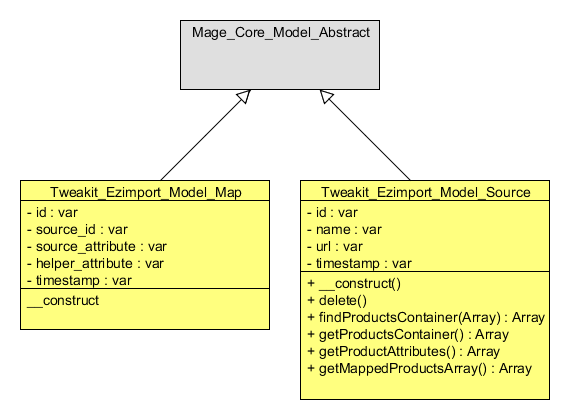 Mage_Core_Model_Abstract
Tweakit_Ezimport_Model_Map
- id : var
- source_id : var
- source_attribute : var
- helper_attribute : var
- timestamp : var
__construct
Tweakit_Ezimport_Model_Source
- id : var
- name : var
- url : var
- timestamp : var
+ __construct()
+ delete()
+ findProductsContainer(Array) : Array
+ getProductsContainer() : Array
+ getProductAttributes() : Array
+ getMappedProductsArray() : Array